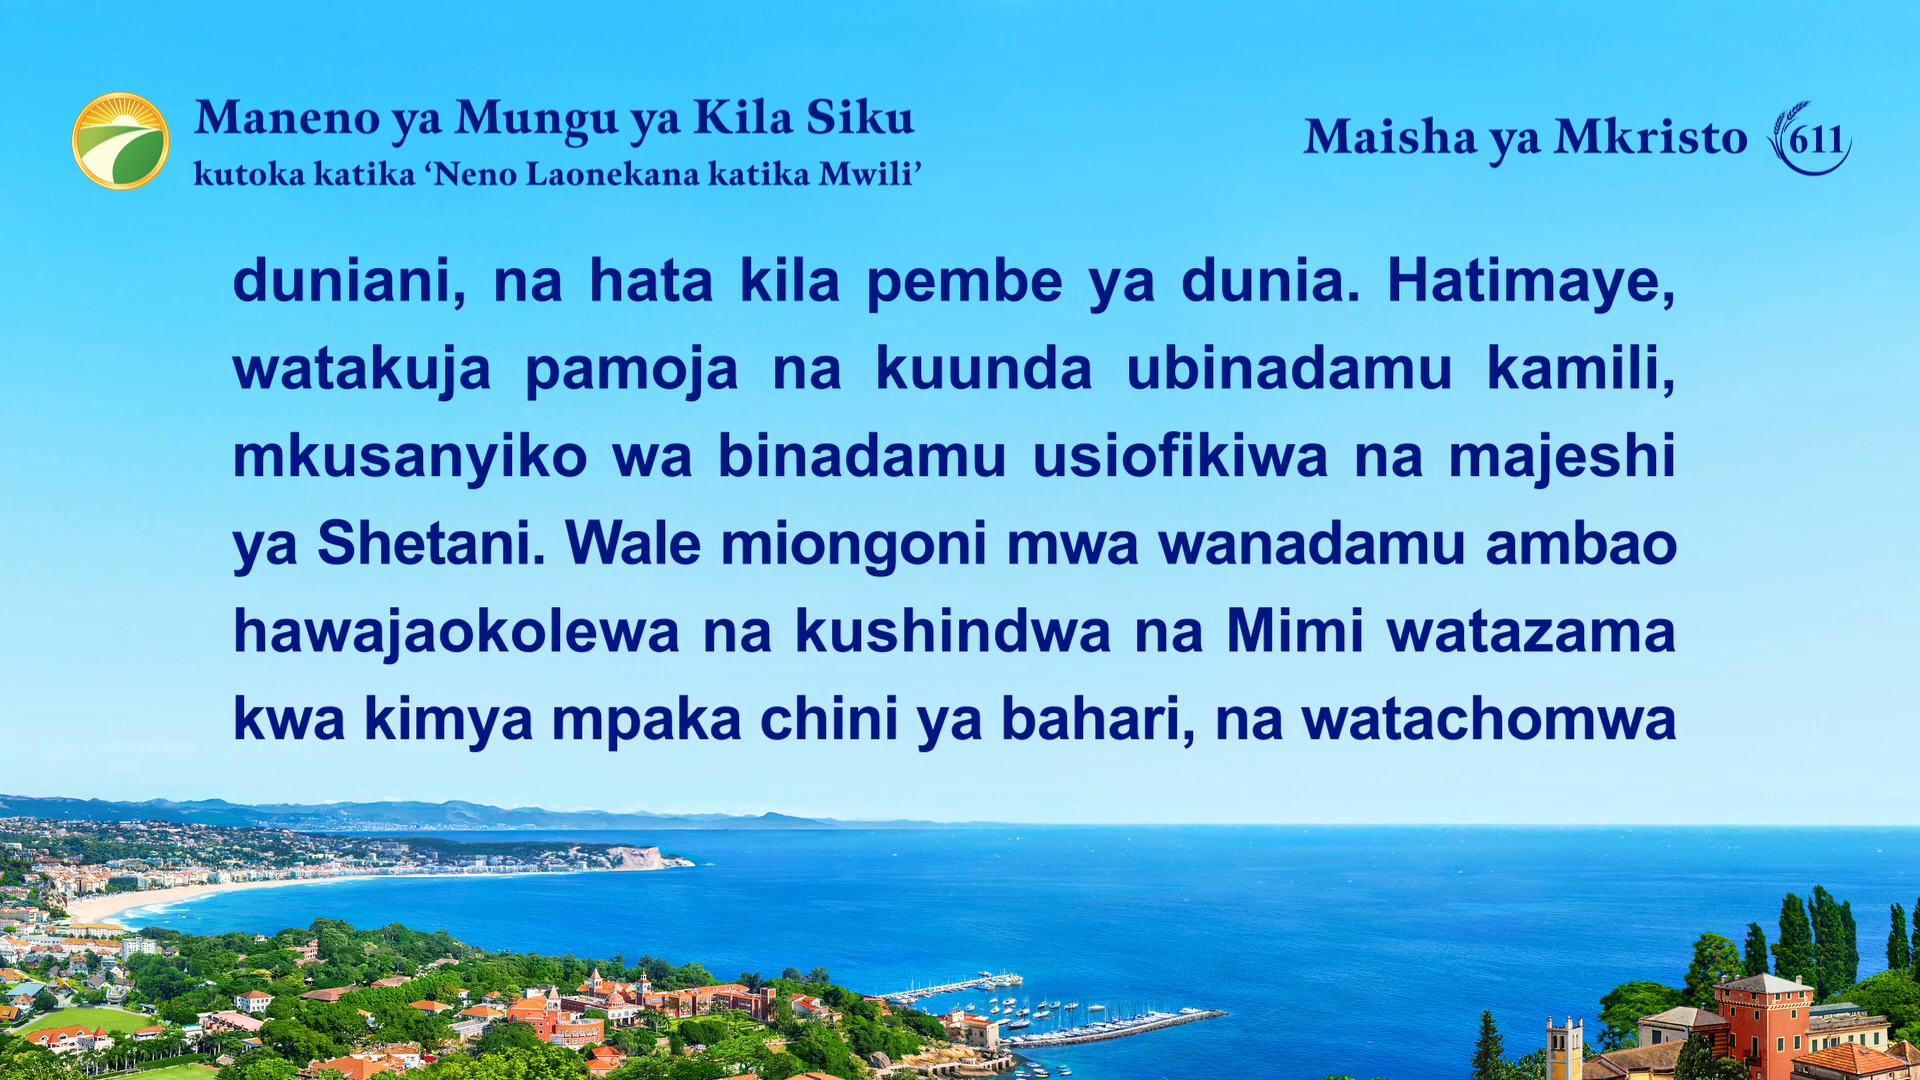 Maneno ya Mungu ya Kila Siku
kutoka katika ‘Neno Laonekana katika Mwili’
Maisha ya Mkristo 611
duniani, na hata kila pembe ya dunia. Hatimaye,
watakuja pamoja na kuunda ubinadamu kamili,
mkusanyiko wa binadamu usiofikiwa na majeshi
ya Shetani. Wale miongoni mwa wanadamu ambao
hawajaokolewa na kushindwa na Mimi watazama
kwa kimya mpaka chini ya bahari, na watachomwa